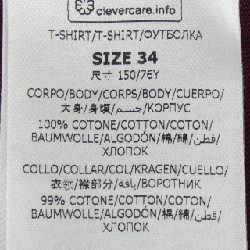 clevercare.info
T-SHIRT/T-SHIRT/ФУТБОЛКА
SIZE 34
尺寸 150/76Y
CORPO/BODY/CORPS/BODY/CUERPO/
大身/身頃/جسم/КОРПУС
100% COTONE/COTTON/COTON/
BAUMWOLLE/ALGODÓN/棉/綿/قطن/
ХЛОПОК
COLLO/COLLAR/COL/KRAGEN/CUELLO/
衣领/襟部分/ياقة/ВОРОТНИК
99% COTONE/COTTON/COTON/
BAUMWOLLE/ALGODÓN/棉/綿/قطن/
ХЛОПОК